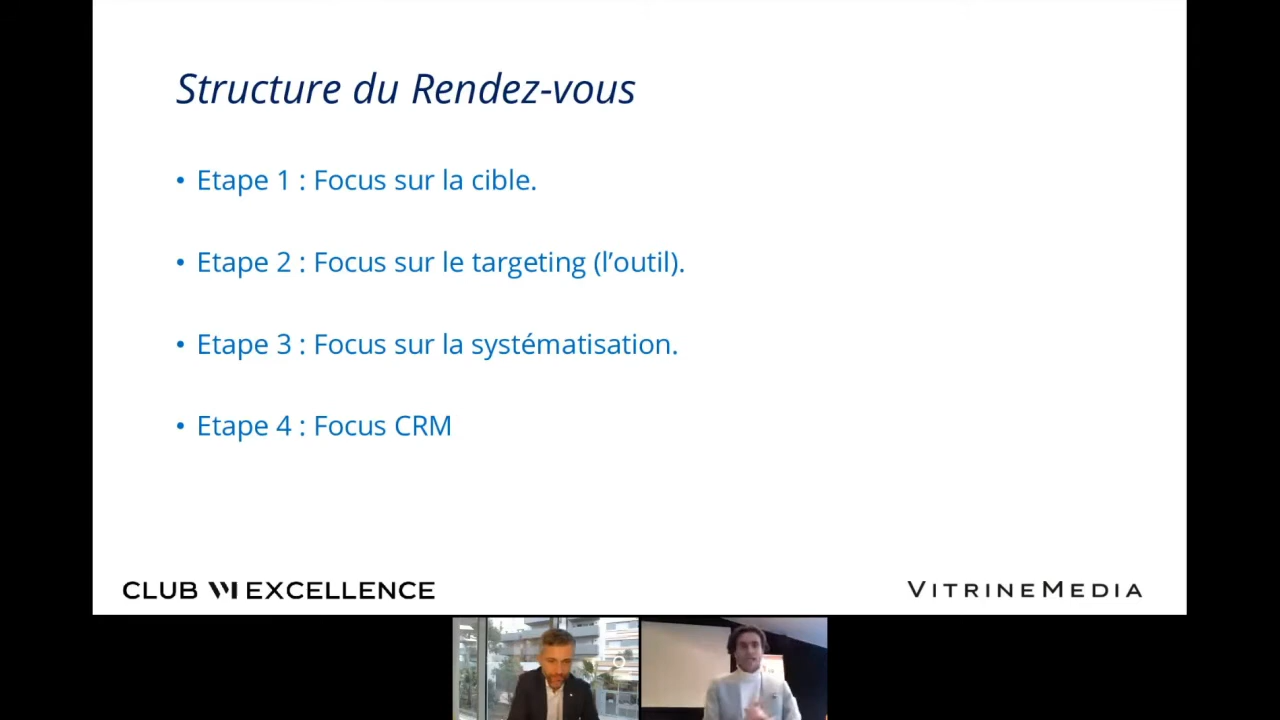 Structure du Rendez-vous
• Etape 1 : Focus sur la cible.
• Etape 2 : Focus sur le targeting (l’outil).
• Etape 3 : Focus sur la systématisation.
• Etape 4 : Focus CRM
CLUB VM EXCELLENCE
VITRINEMEDIA